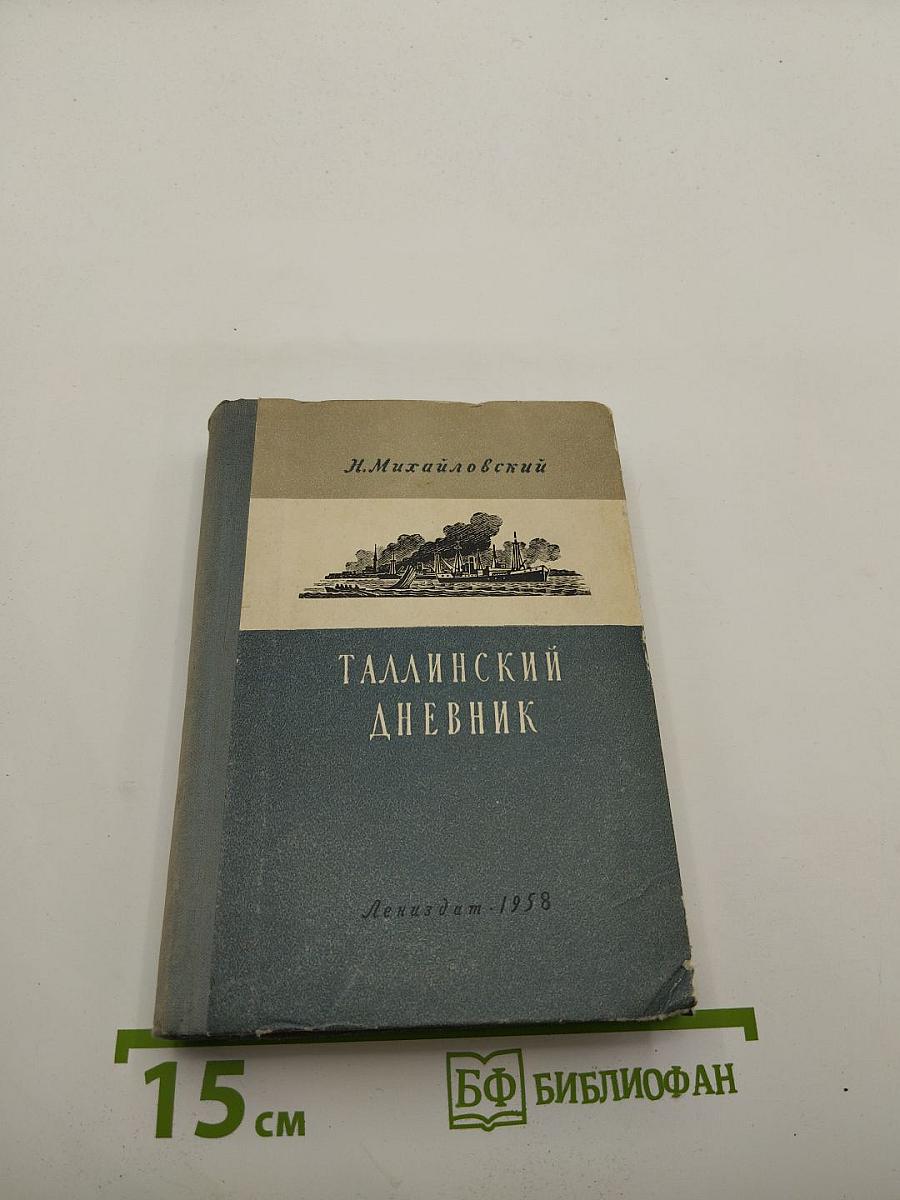 Н. Михайловский
ТАЛЛИНСКИЙ
ДНЕВНИК
Лениздат · 1958
15 см
БФ БИБЛИОФАН